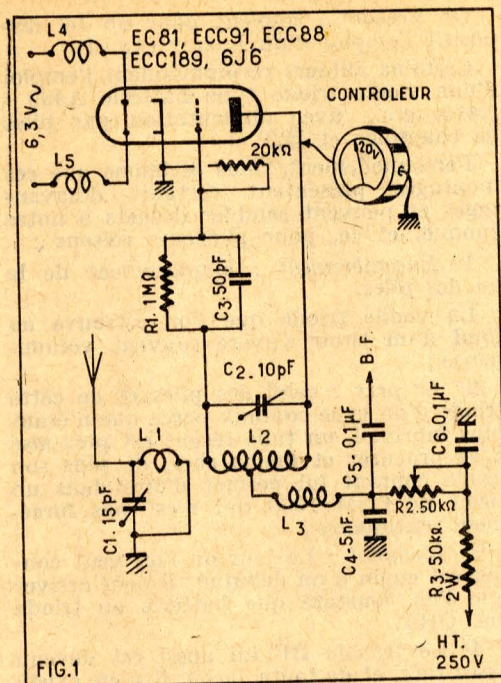 L4
EC81, ECC91, ECC88
ECC189, 6J6
6,3V~
L5
CONTROLEUR
20µ
20kΩ
R1.1MΩ
C3.50pF
C2.10pF
L1
L2
C1.15pF
L3
B.F
C5.0,1µF
C4.5nF
R2.50kΩ
C6.0,1µF
R3.50kΩ.
2W
HT.
250V
FIG.1